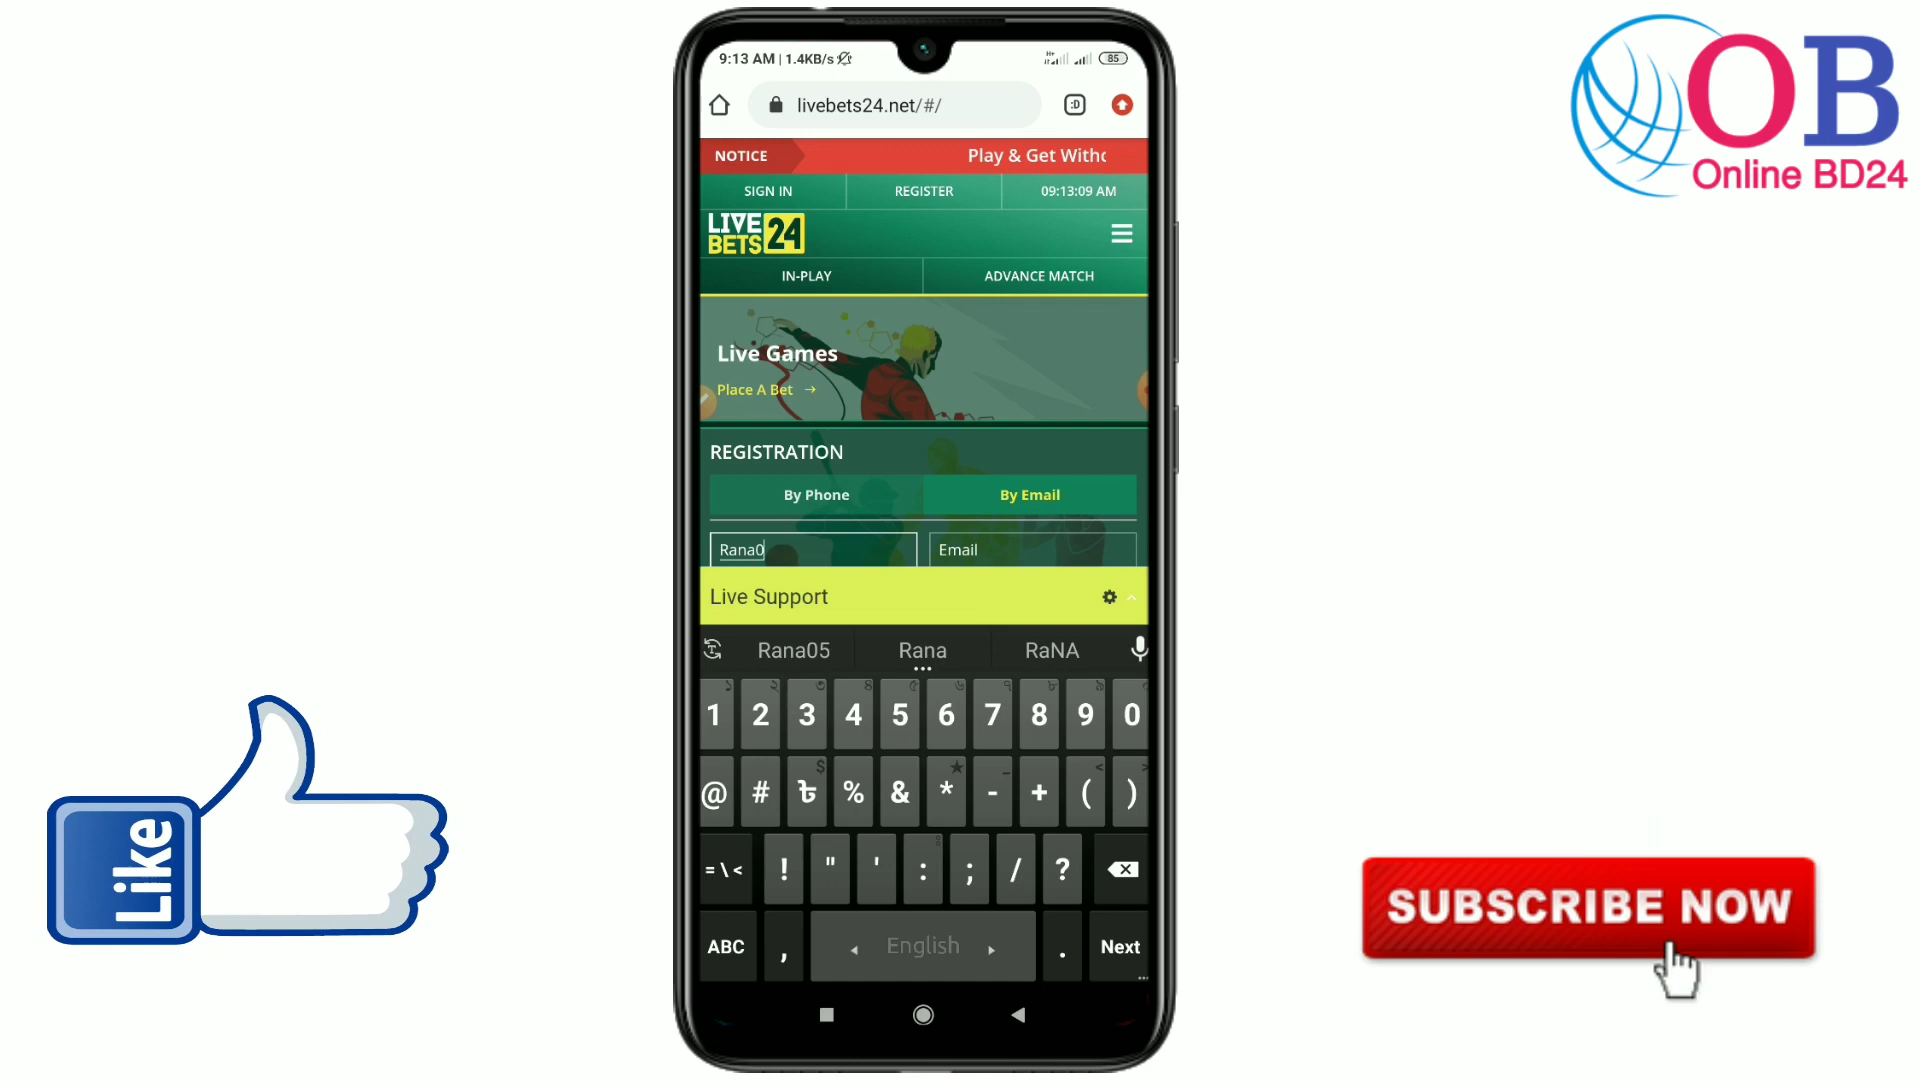 9:13 AM | 1.4KB/s
85
livebets24.net/#/
:D
NOTICE
Play & Get Witho
SIGN IN
REGISTER
09:13:09 AM
LIVE
BETS 24
IN-PLAY
ADVANCE MATCH
Live Games
Place A Bet →
REGISTRATION
By Phone
By Email
Rana0
Email
Live Support
Rana05
Rana
RaNA
1 2 3 4 5 6 7 8 9 0
@ # ৳ % & * - + ( )
= \ < ! " ' : ; / ?
ABC , English . Next
OB
Online BD24
Like
SUBSCRIBE NOW